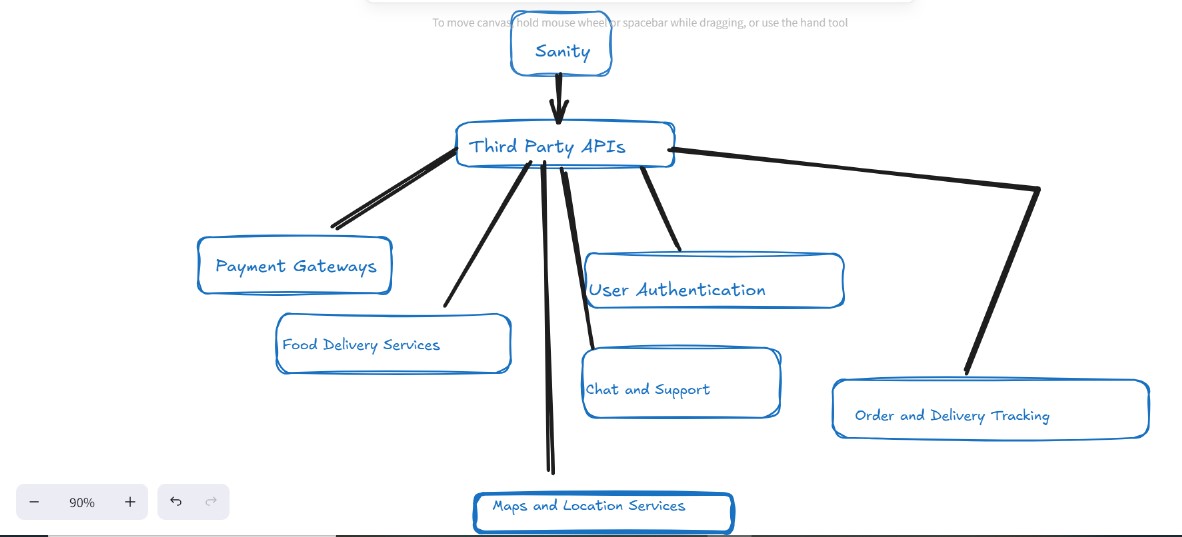 To move canvas, hold mouse wheel or spacebar while dragging, or use the hand tool
Sanity
Third Party APIs
Payment Gateways
User Authentication
Food Delivery Services
Chat and Support
Order and Delivery Tracking
Maps and Location Services
90%